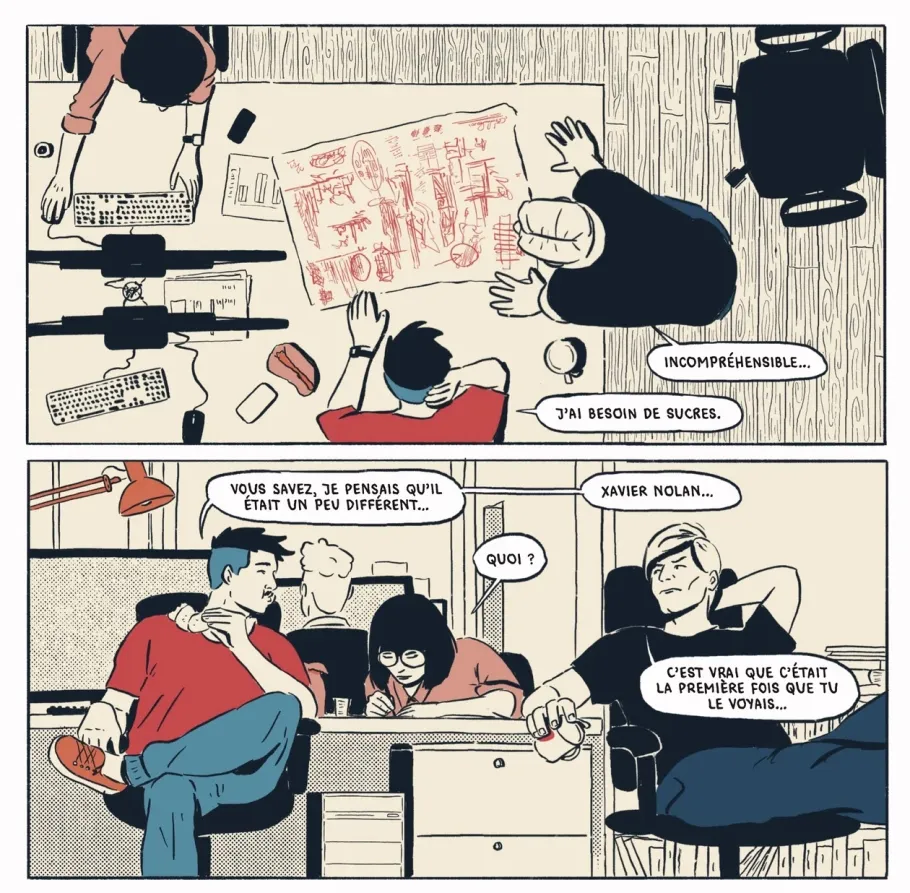 INCOMPRÉHENSIBLE...
J'AI BESOIN DE SUCRES.
VOUS SAVEZ, JE PENSAIS QU'IL
ÉTAIT UN PEU DIFFÉRENT...
XAVIER NOLAN...
QUOI ?
C'EST VRAI QUE C'ÉTAIT
LA PREMIÈRE FOIS QUE TU
LE VOYAIS...